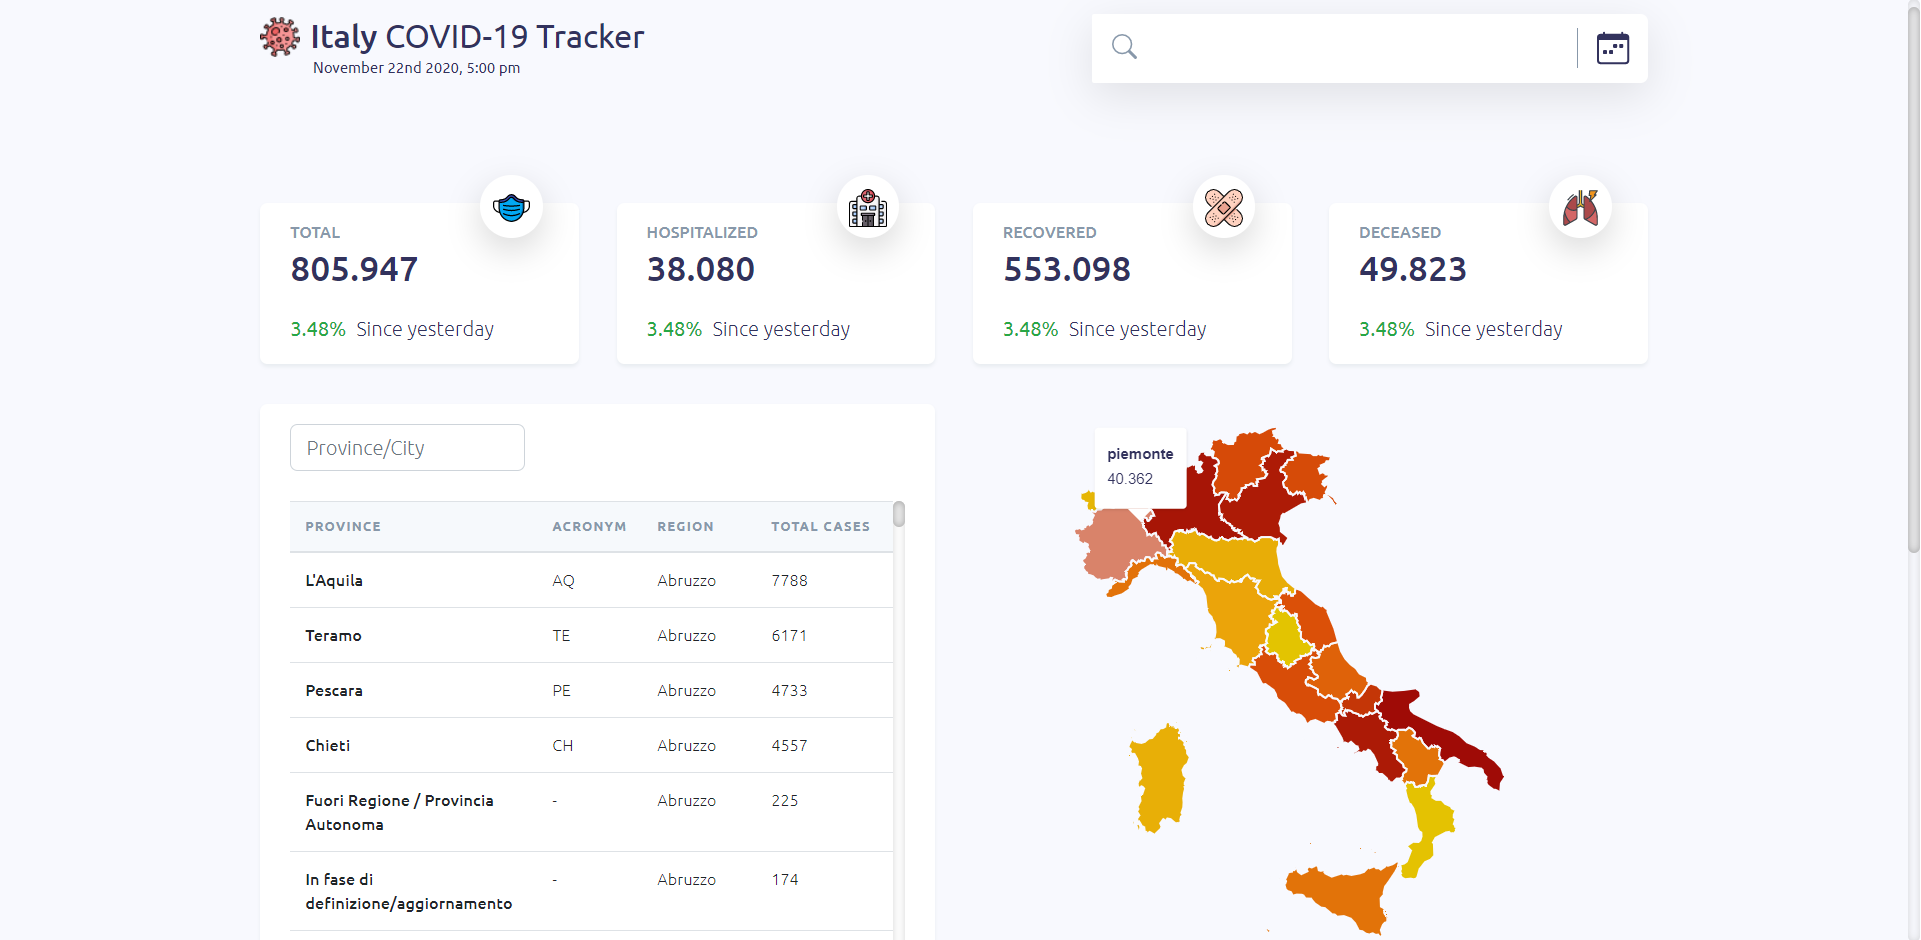 Italy COVID-19 Tracker
November 22nd 2020, 5:00 pm
TOTAL
805.947
3.48% Since yesterday
HOSPITALIZED
38.080
3.48% Since yesterday
RECOVERED
553.098
3.48% Since yesterday
DECEASED
49.823
3.48% Since yesterday
Province/City
PROVINCE ACRONYM REGION TOTAL CASES
L'Aquila AQ Abruzzo 7788
Teramo TE Abruzzo 6171
Pescara PE Abruzzo 4733
Chieti CH Abruzzo 4557
Fuori Regione / Provincia - Abruzzo 225
Autonoma
In fase di - Abruzzo 174
definizione/aggiornamento
piemonte
40.362